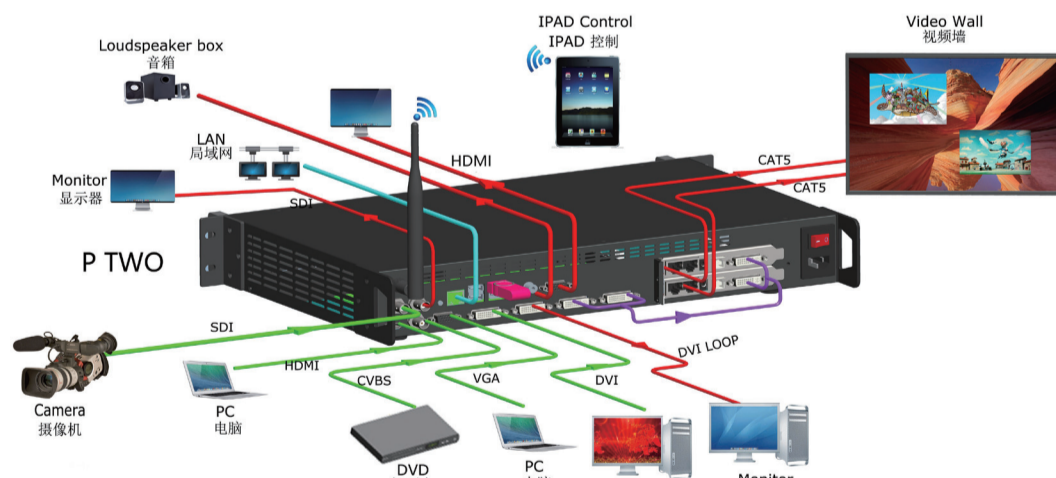 IPAD Control
IPAD 控制
Video Wall
视频墙
Loudspeaker box
音箱
LAN
局域网
HDMI
CAT5
CAT5
Monitor
显示器
SDI
P TWO
SDI
HDMI
CVBS
VGA
DVI
DVI LOOP
Camera
摄像机
PC
电脑
DVD
PC
Monitor